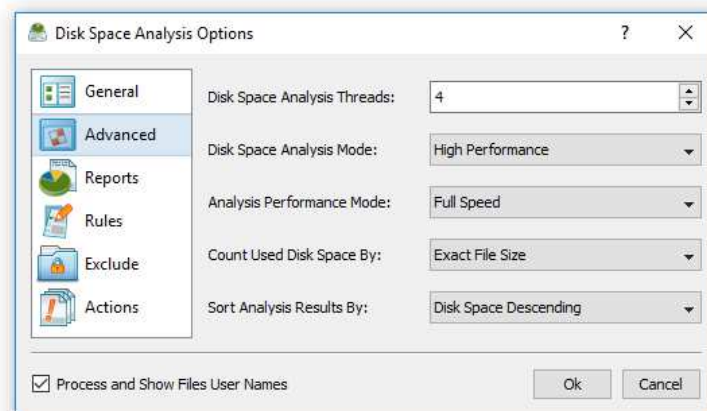 Disk Space Analysis Options
?
General
Advanced
Reports
Rules
Exclude
Actions
Disk Space Analysis Threads: 4
Disk Space Analysis Mode: High Performance
Analysis Performance Mode: Full Speed
Count Used Disk Space By: Exact File Size
Sort Analysis Results By: Disk Space Descending
Process and Show Files User Names
Ok
Cancel